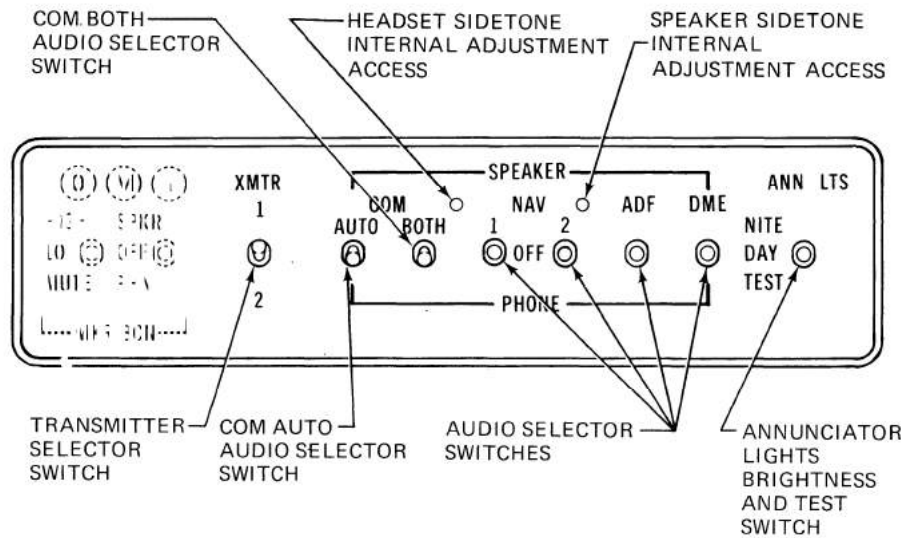 COM BOTH
AUDIO SELECTOR
SWITCH
HEADSET SIDETONE
INTERNAL ADJUSTMENT
ACCESS
SPEAKER SIDETONE
INTERNAL
ADJUSTMENT ACCESS
XMTR
1
2
SPEAKER
COM
AUTO BOTH
NAV
1 OFF 2
ADF
DME
PHONE
ANN LTS
NITE
DAY
TEST
TRANSMITTER
SELECTOR
SWITCH
COM AUTO
AUDIO SELECTOR
SWITCH
AUDIO SELECTOR
SWITCHES
ANNUNCIATOR
LIGHTS
BRIGHTNESS
AND TEST
SWITCH